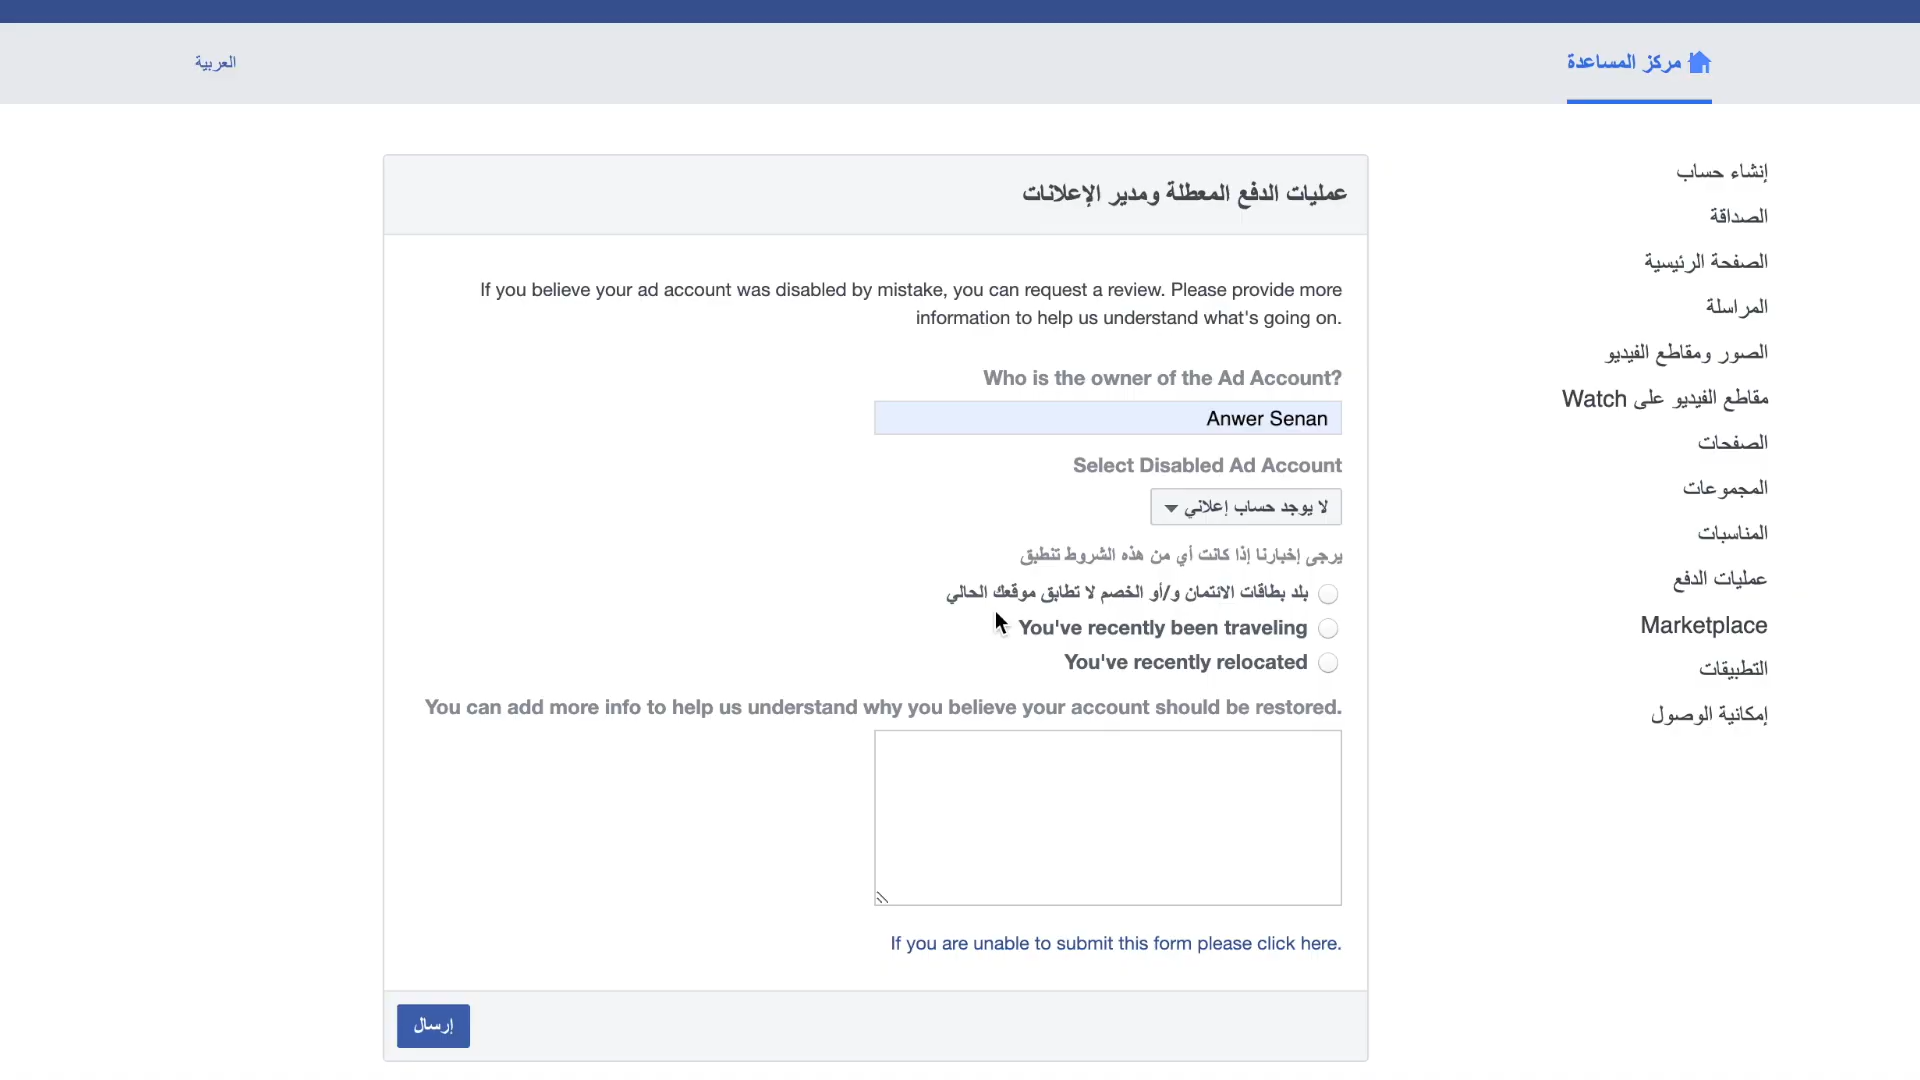 مركز المساعدة
العربية
إنشاء حساب
الصداقة
الصفحة الرئيسية
المراسلة
الصور ومقاطع الفيديو
مقاطع الفيديو على Watch
الصفحات
المجموعات
المناسبات
عمليات الدفع
Marketplace
التطبيقات
إمكانية الوصول
عمليات الدفع المعطلة ومدير الإعلانات
If you believe your ad account was disabled by mistake, you can request a review. Please provide more
information to help us understand what's going on.
Who is the owner of the Ad Account?
Anwer Senan
Select Disabled Ad Account
لا يوجد حساب إعلاني
يرجى إخبارنا إذا كانت أي من هذه الشروط تنطبق
بلد بطاقات الائتمان و/أو الخصم لا تطابق موقعك الحالي
You've recently been traveling
You've recently relocated
You can add more info to help us understand why you believe your account should be restored.
If you are unable to submit this form please click here.
إرسال